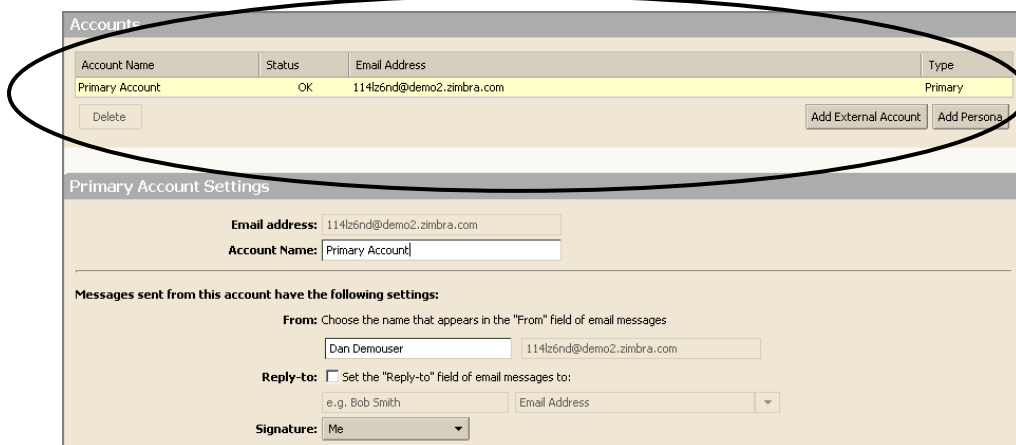 Accounts
Account Name Status Email Address Type
Primary Account OK 114lz6nd@demo2.zimbra.com Primary
Delete Add External Account Add Persona
Primary Account Settings
Email address: 114lz6nd@demo2.zimbra.com
Account Name: Primary Account
Messages sent from this account have the following settings:
From: Choose the name that appears in the "From" field of email messages
Dan Demouser 114lz6nd@demo2.zimbra.com
Reply-to: Set the "Reply-to" field of email messages to:
e.g. Bob Smith Email Address
Signature: Me